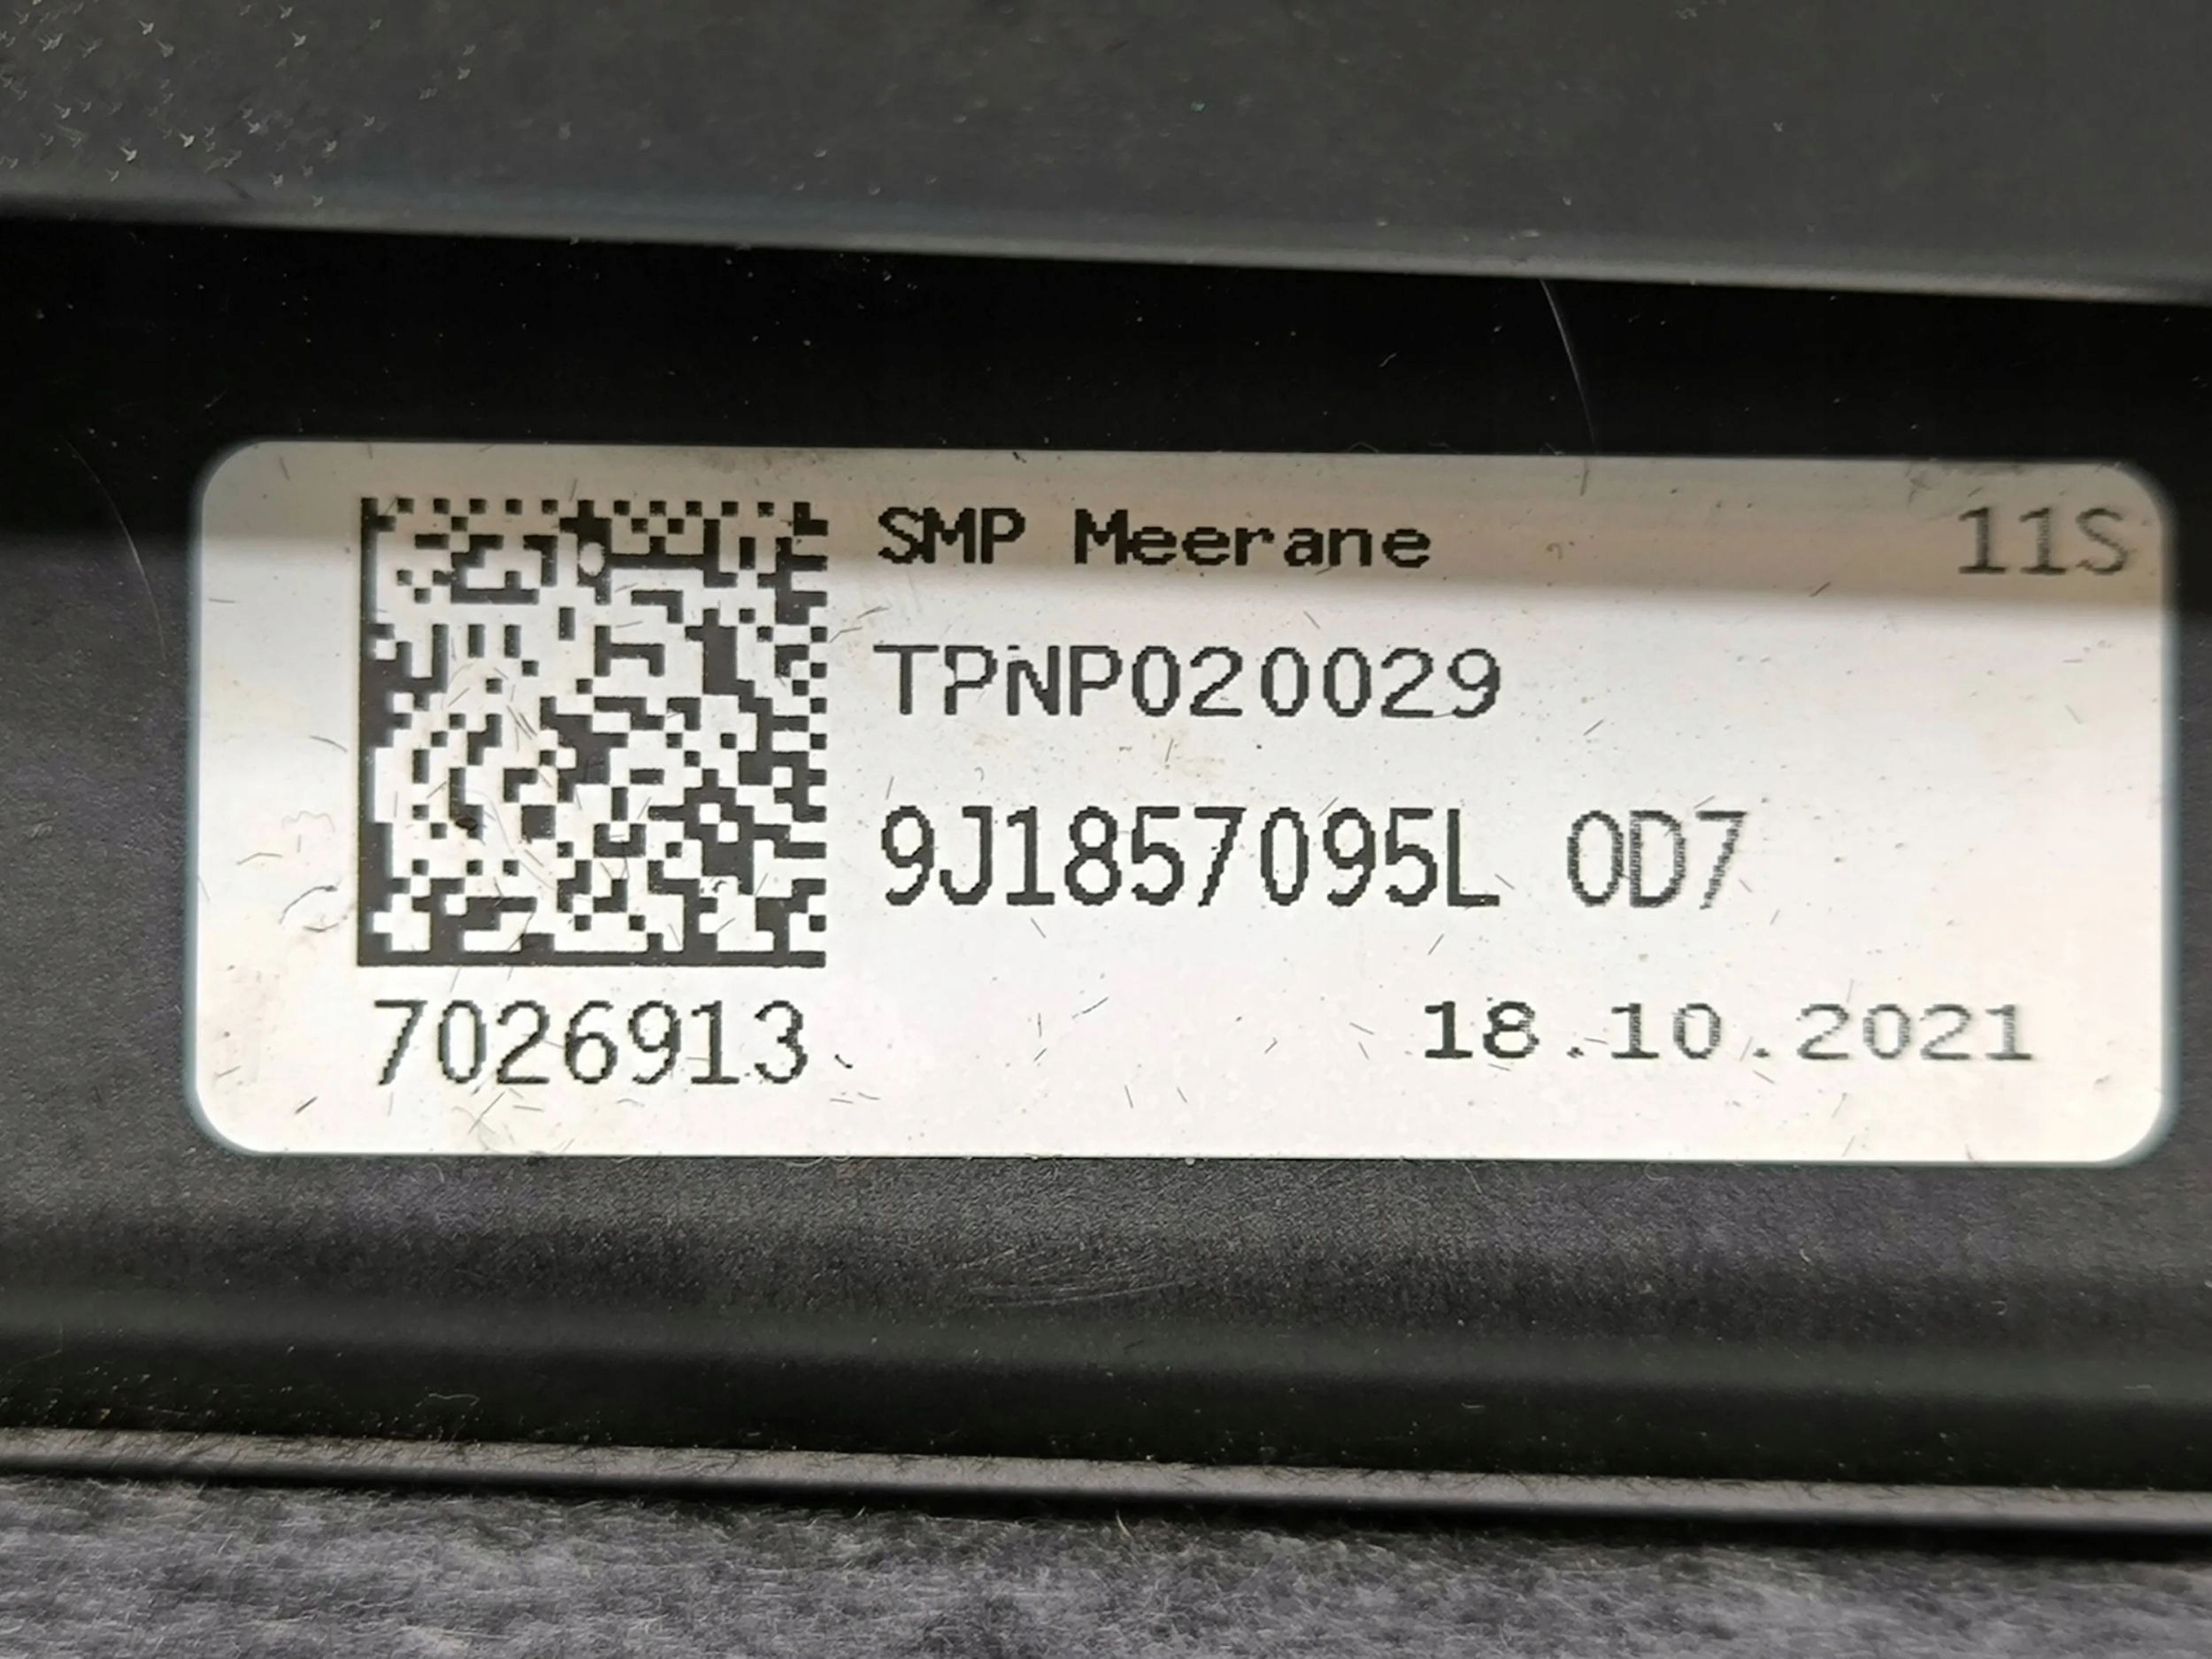 SMP Meerane 11S
TPNP020029
9J1857095L 0D7
7026913 18.10.2021